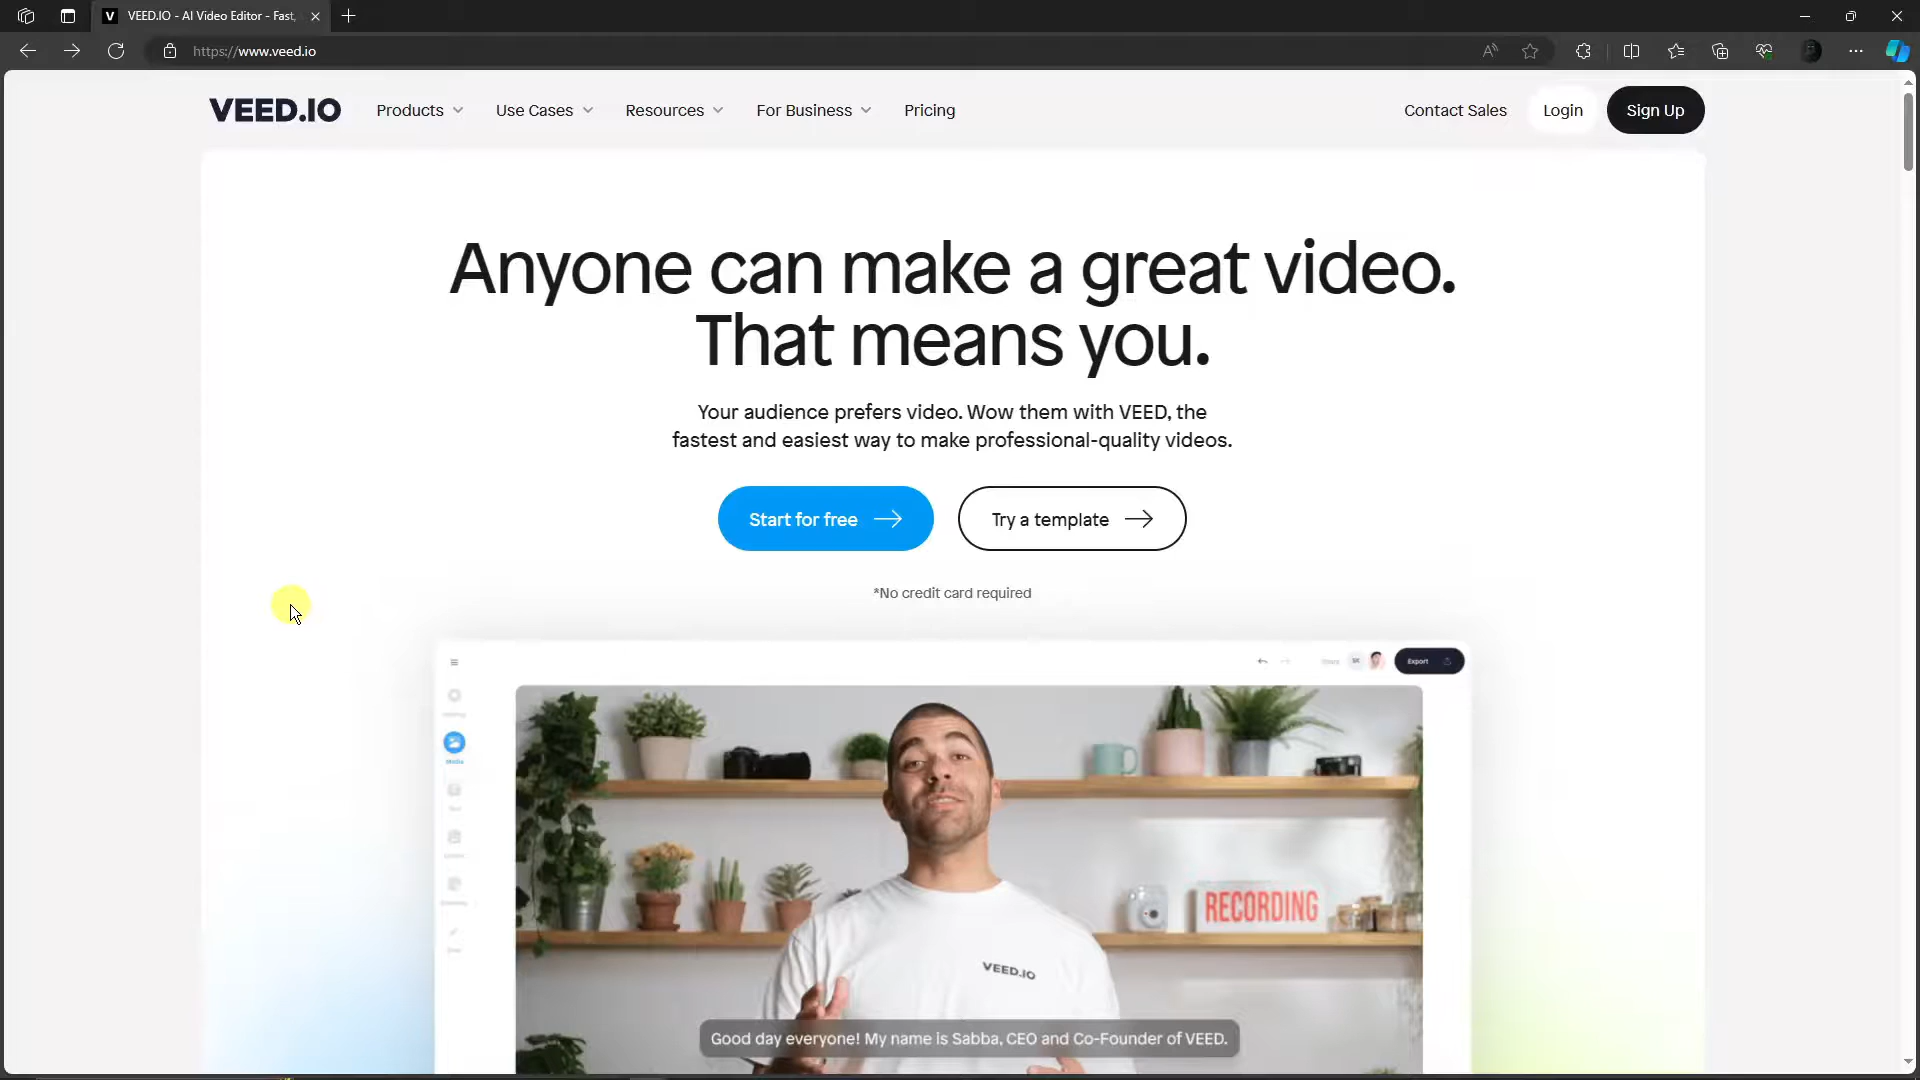 VEED.IO - AI Video Editor - Fast,
https://www.veed.io
VEED.IO
Products
Use Cases
Resources
For Business
Pricing
Contact Sales
Login
Sign Up
Anyone can make a great video.
That means you.
Your audience prefers video. Wow them with VEED, the
fastest and easiest way to make professional-quality videos.
Start for free
Try a template
*No credit card required
Share
SK
Export
Media
RECORDING
VEED.IO
Good day everyone! My name is Sabba, CEO and Co-Founder of VEED.